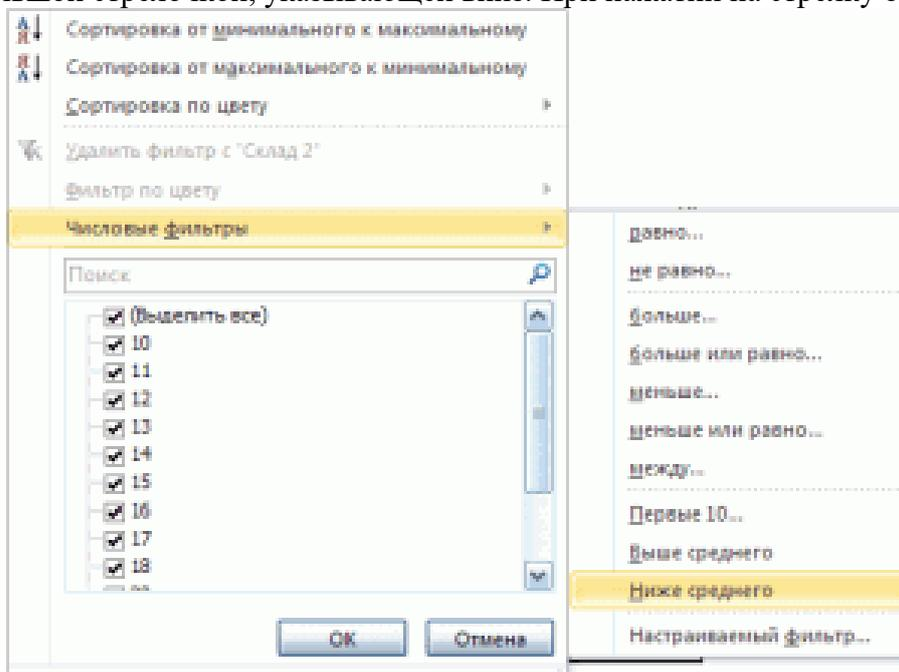 Сортировка от минимального к максимальному
Сортировка от максимального к минимальному
Сортировка по цвету
Удалить фильтр с "Склад 2"
Фильтр по цвету
Числовые фильтры
Поиск
(Выделить все)
10
11
12
13
14
15
16
17
18
ОК
Отмена
равно...
не равно...
больше...
больше или равно...
меньше...
меньше или равно...
между...
Первые 10...
Выше среднего
Ниже среднего
Настраиваемый фильтр...